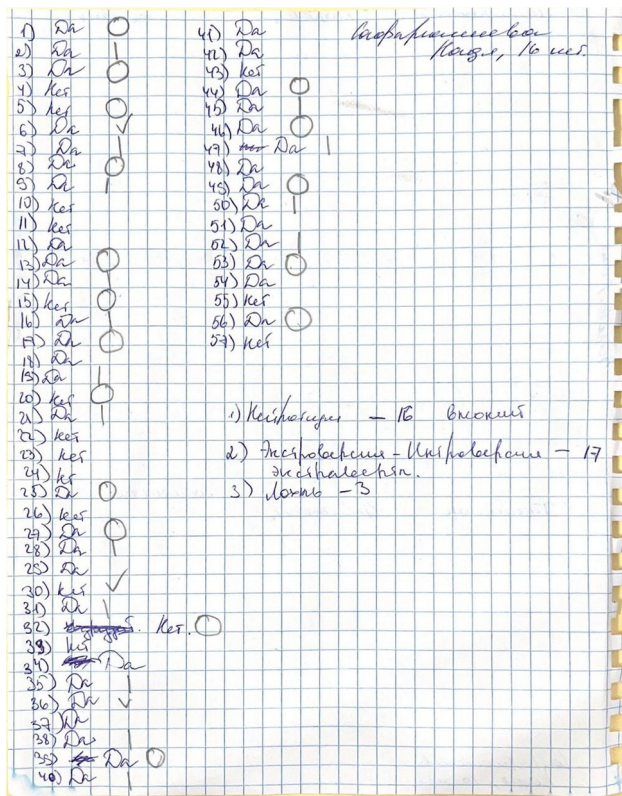 1) Да
2) Да
3) Да
4) Нет
5) Нет
6) Да
7) Да
8) Да
9) Да
10) Нет
11) Нет
12) Да
13) Да
14) Да
15) Нет
16) Да
17) Да
18) Да
19) Да
20) Нет
21) Да
22) Нет
23) Нет
24) Нет
25) Да
26) Нет
27) Да
28) Да
29) Да
30) Нет
31) Да
32) Нет.
33) Нет
34) Да
35) Да
36) Да
37) Да
38) Да
39) Да
40) Да
41) Да
42) Да
43) Нет
44) Да
45) Да
46) Да
47) Да
48) Да
49) Да
50) Да
51) Да
52) Да
53) Да
54) Да
55) Нет
56) Да
57) Нет
Надя, 16 лет.
1) Нейротизм – 16 высокий
2) Экстраверсия – Интроверсия – 17
экстраверт.
3) Ложь – 3